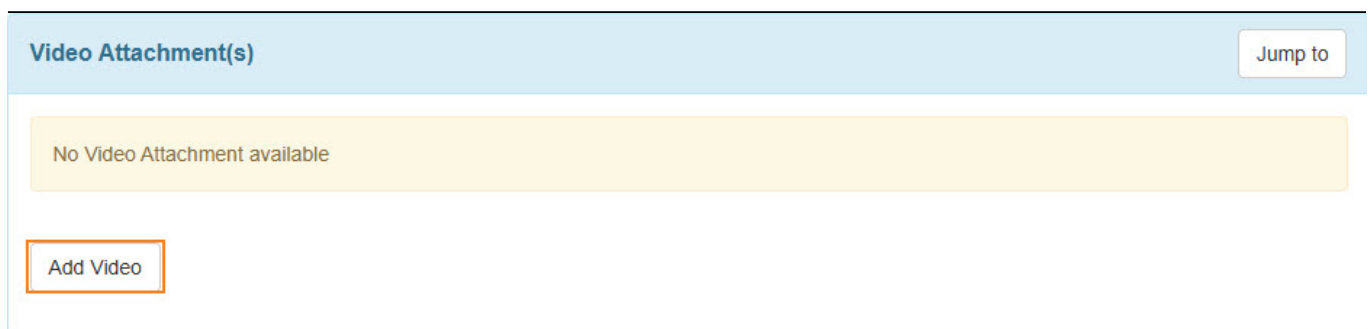 Video Attachment(s)
Jump to
No Video Attachment available
Add Video